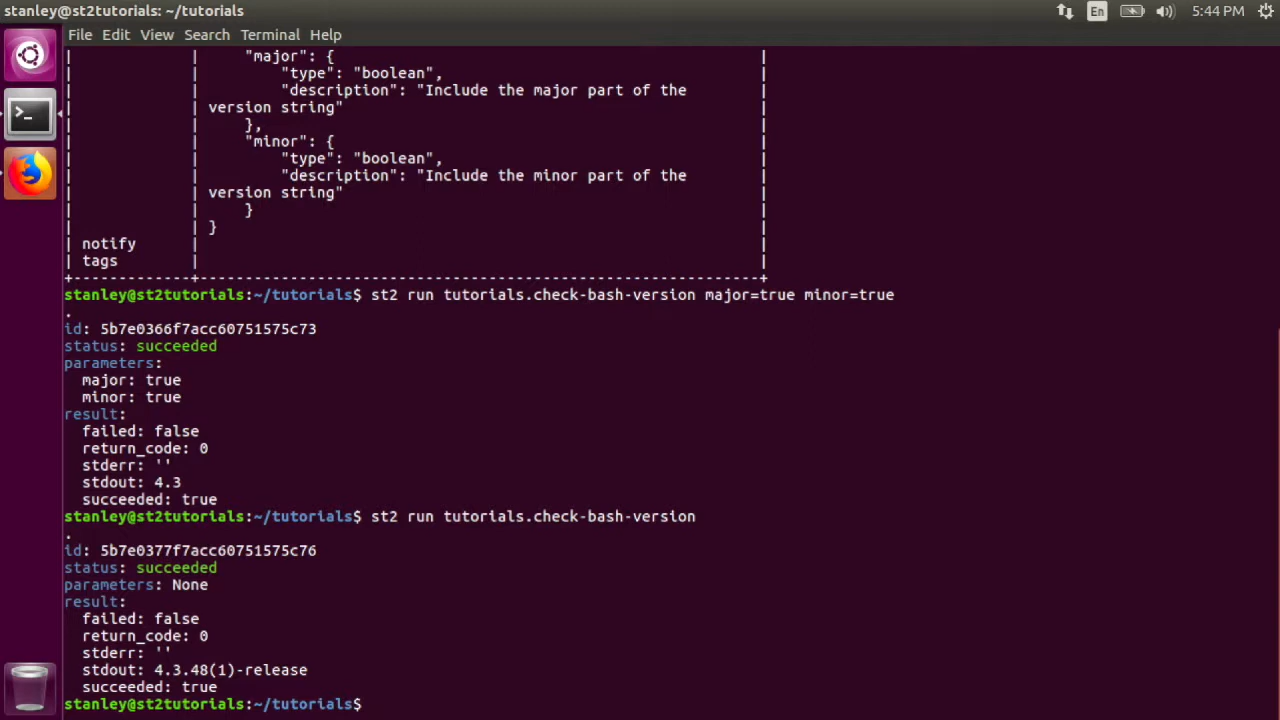 stanley@st2tutorials: ~/tutorials
En
5:44 PM
File Edit View Search Terminal Help
|             |     "major": {                                               |
|             |         "type": "boolean",                                   |
|             |         "description": "Include the major part of the        |
|             | version string"                                              |
|             |     },                                                       |
|             |     "minor": {                                               |
|             |         "type": "boolean",                                   |
|             |         "description": "Include the minor part of the        |
|             | version string"                                              |
|             |     }                                                        |
|             | }                                                            |
| notify      |                                                              |
| tags        |                                                              |
+-------------+--------------------------------------------------------------+
stanley@st2tutorials:~/tutorials$ st2 run tutorials.check-bash-version major=true minor=true
.
id: 5b7e0366f7acc60751575c73
status: succeeded
parameters:
  major: true
  minor: true
result:
  failed: false
  return_code: 0
  stderr: ''
  stdout: 4.3
  succeeded: true
stanley@st2tutorials:~/tutorials$ st2 run tutorials.check-bash-version
.
id: 5b7e0377f7acc60751575c76
status: succeeded
parameters: None
result:
  failed: false
  return_code: 0
  stderr: ''
  stdout: 4.3.48(1)-release
  succeeded: true
stanley@st2tutorials:~/tutorials$